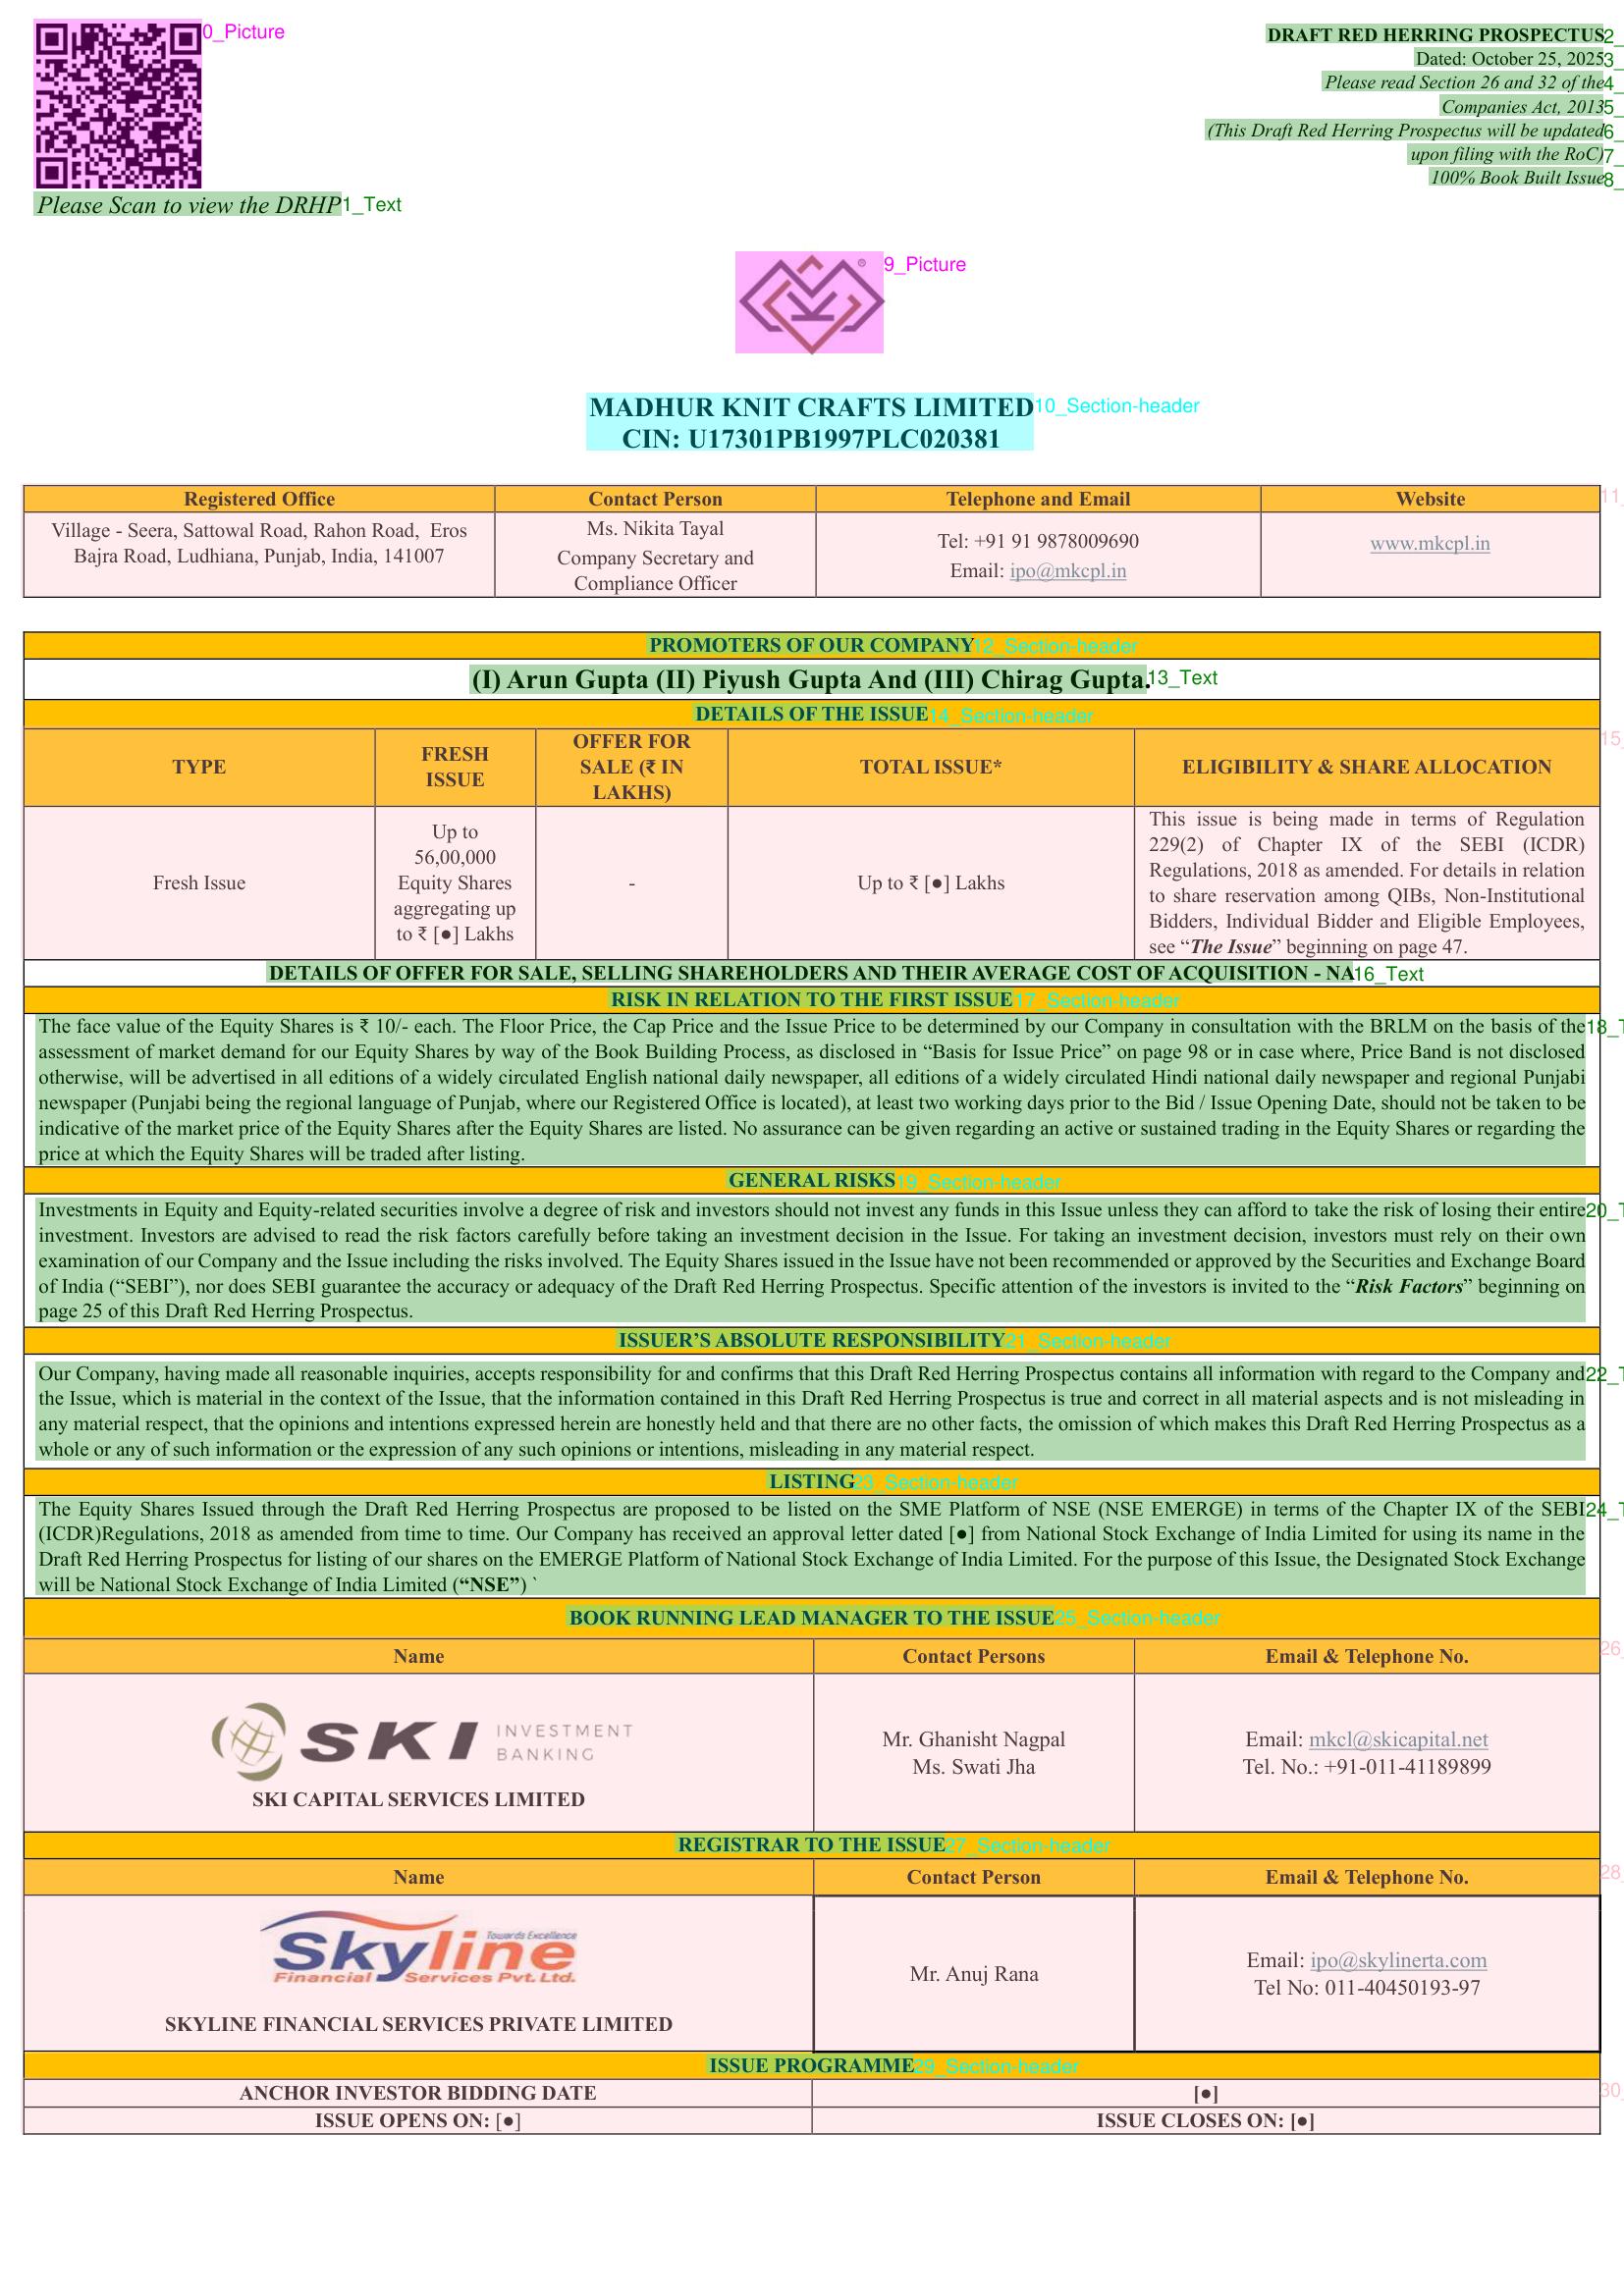 0_Picture
DRAFT RED HERRING PROSPECTUS2_
Dated: October 25, 20253_
Please read Section 26 and 32 of the4_
Companies Act, 20135_
(This Draft Red Herring Prospectus will be updated6_
upon filing with the RoC)7_
100% Book Built Issue8_
Please Scan to view the DRHP1_Text
®
9_Picture
MADHUR KNIT CRAFTS LIMITED10_Section-header
CIN: U17301PB1997PLC020381
Registered Office Contact Person Telephone and Email Website 11_
Village - Seera, Sattowal Road, Rahon Road, Eros
Bajra Road, Ludhiana, Punjab, India, 141007
Ms. Nikita Tayal
Company Secretary and
Compliance Officer
Tel: +91 91 9878009690
Email: ipo@mkcpl.in
www.mkcpl.in
PROMOTERS OF OUR COMPANY12_Section-header
(I) Arun Gupta (II) Piyush Gupta And (III) Chirag Gupta.13_Text
DETAILS OF THE ISSUE14_Section-header
TYPE
FRESH
ISSUE
OFFER FOR
SALE (₹ IN
LAKHS)
TOTAL ISSUE*
ELIGIBILITY & SHARE ALLOCATION
15_
Fresh Issue
Up to
56,00,000
Equity Shares
aggregating up
to ₹ [●] Lakhs
-
Up to ₹ [●] Lakhs
This issue is being made in terms of Regulation
229(2) of Chapter IX of the SEBI (ICDR)
Regulations, 2018 as amended. For details in relation
to share reservation among QIBs, Non-Institutional
Bidders, Individual Bidder and Eligible Employees,
see “The Issue” beginning on page 47.
DETAILS OF OFFER FOR SALE, SELLING SHAREHOLDERS AND THEIR AVERAGE COST OF ACQUISITION - NA16_Text
RISK IN RELATION TO THE FIRST ISSUE17_Section-header
The face value of the Equity Shares is ₹ 10/- each. The Floor Price, the Cap Price and the Issue Price to be determined by our Company in consultation with the BRLM on the basis of the18_T
assessment of market demand for our Equity Shares by way of the Book Building Process, as disclosed in “Basis for Issue Price” on page 98 or in case where, Price Band is not disclosed
otherwise, will be advertised in all editions of a widely circulated English national daily newspaper, all editions of a widely circulated Hindi national daily newspaper and regional Punjabi
newspaper (Punjabi being the regional language of Punjab, where our Registered Office is located), at least two working days prior to the Bid / Issue Opening Date, should not be taken to be
indicative of the market price of the Equity Shares after the Equity Shares are listed. No assurance can be given regarding an active or sustained trading in the Equity Shares or regarding the
price at which the Equity Shares will be traded after listing.
GENERAL RISKS19_Section-header
Investments in Equity and Equity-related securities involve a degree of risk and investors should not invest any funds in this Issue unless they can afford to take the risk of losing their entire20_T
investment. Investors are advised to read the risk factors carefully before taking an investment decision in the Issue. For taking an investment decision, investors must rely on their own
examination of our Company and the Issue including the risks involved. The Equity Shares issued in the Issue have not been recommended or approved by the Securities and Exchange Board
of India (“SEBI”), nor does SEBI guarantee the accuracy or adequacy of the Draft Red Herring Prospectus. Specific attention of the investors is invited to the “Risk Factors” beginning on
page 25 of this Draft Red Herring Prospectus.
ISSUER’S ABSOLUTE RESPONSIBILITY21_Section-header
Our Company, having made all reasonable inquiries, accepts responsibility for and confirms that this Draft Red Herring Prospectus contains all information with regard to the Company and22_T
the Issue, which is material in the context of the Issue, that the information contained in this Draft Red Herring Prospectus is true and correct in all material aspects and is not misleading in
any material respect, that the opinions and intentions expressed herein are honestly held and that there are no other facts, the omission of which makes this Draft Red Herring Prospectus as a
whole or any of such information or the expression of any such opinions or intentions, misleading in any material respect.
LISTING23_Section-header
The Equity Shares Issued through the Draft Red Herring Prospectus are proposed to be listed on the SME Platform of NSE (NSE EMERGE) in terms of the Chapter IX of the SEBI24_T
(ICDR)Regulations, 2018 as amended from time to time. Our Company has received an approval letter dated [●] from National Stock Exchange of India Limited for using its name in the
Draft Red Herring Prospectus for listing of our shares on the EMERGE Platform of National Stock Exchange of India Limited. For the purpose of this Issue, the Designated Stock Exchange
will be National Stock Exchange of India Limited (“NSE”) `
BOOK RUNNING LEAD MANAGER TO THE ISSUE25_Section-header
Name Contact Persons Email & Telephone No. 26_
SKI INVESTMENT
BANKING
SKI CAPITAL SERVICES LIMITED
Mr. Ghanisht Nagpal
Ms. Swati Jha
Email: mkcl@skicapital.net
Tel. No.: +91-011-41189899
REGISTRAR TO THE ISSUE27_Section-header
Name Contact Person Email & Telephone No. 28_
Towards Excellence
Skyline
Financial Services Pvt. Ltd.
SKYLINE FINANCIAL SERVICES PRIVATE LIMITED
Mr. Anuj Rana
Email: ipo@skylinerta.com
Tel No: 011-40450193-97
ISSUE PROGRAMME29_Section-header
ANCHOR INVESTOR BIDDING DATE [●] 30_
ISSUE OPENS ON: [●] ISSUE CLOSES ON: [●]